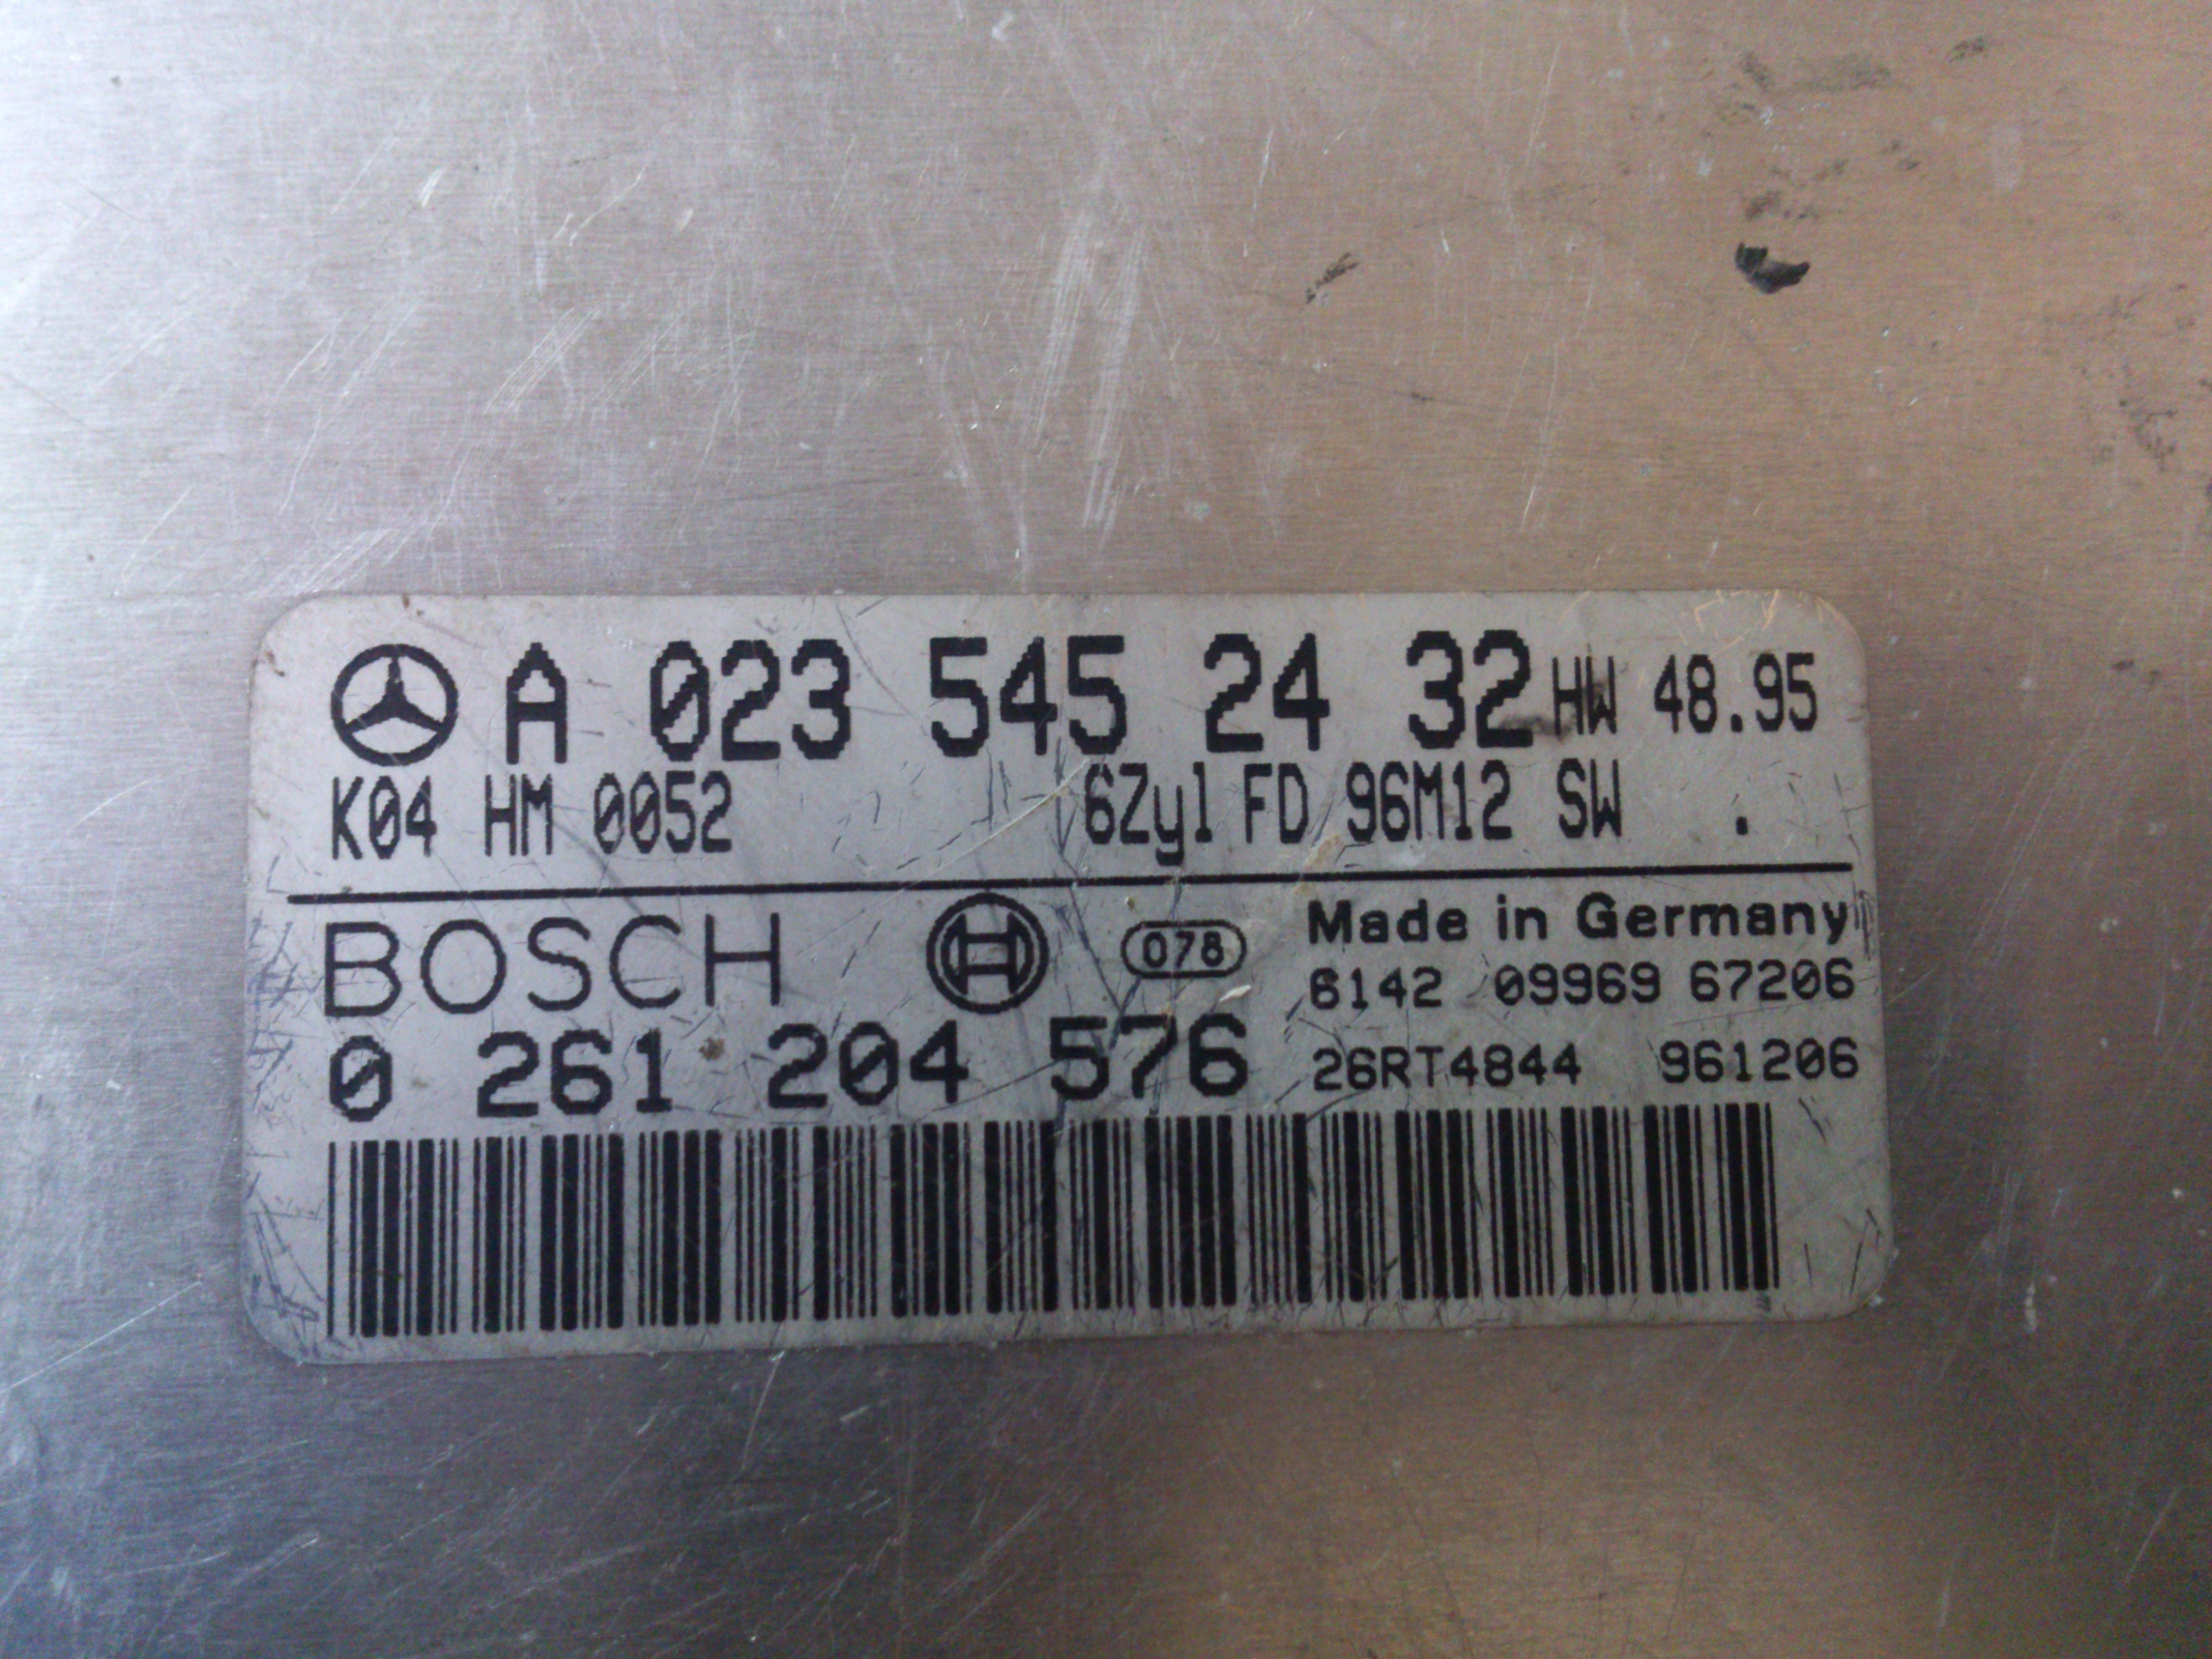 A 023 545 24 32 HW 48.95
K04 HM 0052 6Zyl FD 96M12 SW .
BOSCH 078 Made in Germany
6142 09969 67206
0 261 204 576 26RT4844 961206